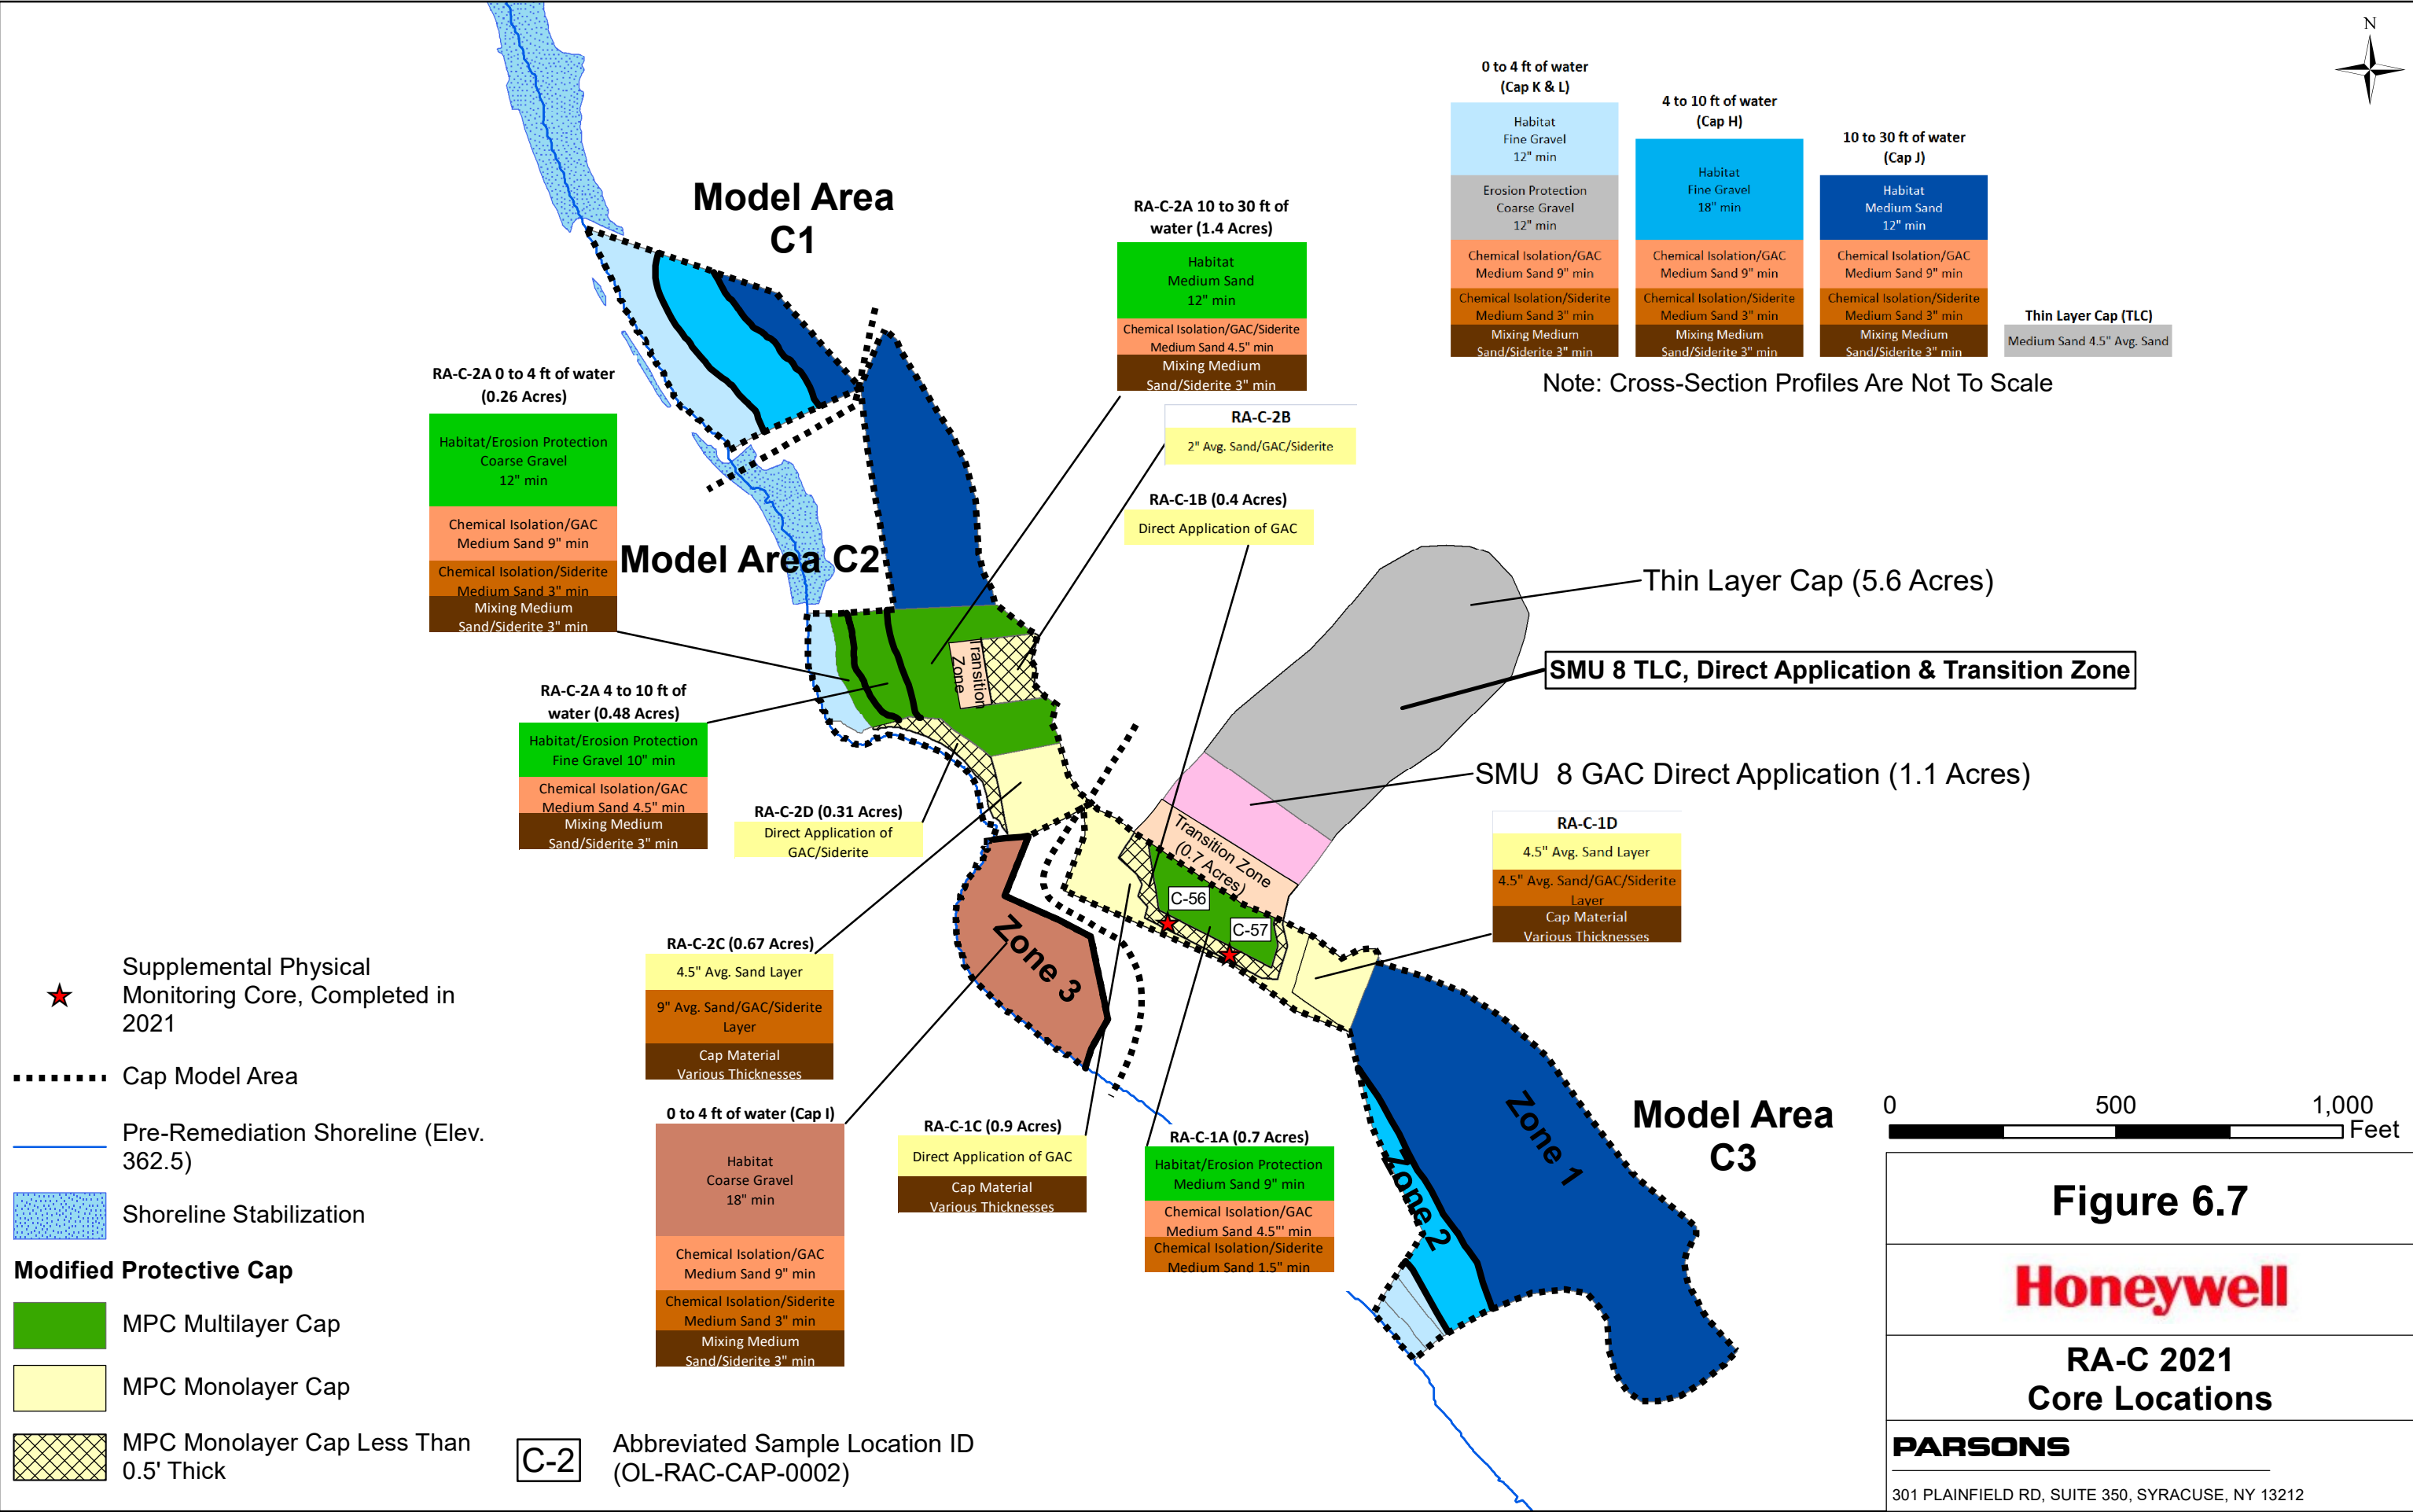 N
0 to 4 ft of water
(Cap K & L)
Habitat
Fine Gravel
12" min
Erosion Protection
Coarse Gravel
12" min
Chemical Isolation/GAC
Medium Sand 9" min
Chemical Isolation/Siderite
Medium Sand 3" min
Mixing Medium
Sand/Siderite 3" min
4 to 10 ft of water
(Cap H)
Habitat
Fine Gravel
18" min
Chemical Isolation/GAC
Medium Sand 9" min
Chemical Isolation/Siderite
Medium Sand 3" min
Mixing Medium
Sand/Siderite 3" min
10 to 30 ft of water
(Cap J)
Habitat
Medium Sand
12" min
Chemical Isolation/GAC
Medium Sand 9" min
Chemical Isolation/Siderite
Medium Sand 3" min
Mixing Medium
Sand/Siderite 3" min
Thin Layer Cap (TLC)
Medium Sand 4.5" Avg. Sand
Note: Cross-Section Profiles Are Not To Scale
Model Area
C1
RA-C-2A 10 to 30 ft of
water (1.4 Acres)
Habitat
Medium Sand
12" min
Chemical Isolation/GAC/Siderite
Medium Sand 4.5" min
Mixing Medium
Sand/Siderite 3" min
RA-C-2A 0 to 4 ft of water
(0.26 Acres)
Habitat/Erosion Protection
Coarse Gravel
12" min
Chemical Isolation/GAC
Medium Sand 9" min
Chemical Isolation/Siderite
Medium Sand 3" min
Mixing Medium
Sand/Siderite 3" min
RA-C-2B
2" Avg. Sand/GAC/Siderite
RA-C-1B (0.4 Acres)
Direct Application of GAC
Model Area C2
Thin Layer Cap (5.6 Acres)
SMU 8 TLC, Direct Application & Transition Zone
SMU 8 GAC Direct Application (1.1 Acres)
Transition
Zone
RA-C-2A 4 to 10 ft of
water (0.48 Acres)
Habitat/Erosion Protection
Fine Gravel 10" min
Chemical Isolation/GAC
Medium Sand 4.5" min
Mixing Medium
Sand/Siderite 3" min
RA-C-2D (0.31 Acres)
Direct Application of
GAC/Siderite
Transition Zone
(0.7 Acres)
C-56
C-57
RA-C-1D
4.5" Avg. Sand Layer
4.5" Avg. Sand/GAC/Siderite
Layer
Cap Material
Various Thicknesses
RA-C-2C (0.67 Acres)
4.5" Avg. Sand Layer
9" Avg. Sand/GAC/Siderite
Layer
Cap Material
Various Thicknesses
Zone 3
0 to 4 ft of water (Cap I)
Habitat
Coarse Gravel
18" min
Chemical Isolation/GAC
Medium Sand 9" min
Chemical Isolation/Siderite
Medium Sand 3" min
Mixing Medium
Sand/Siderite 3" min
RA-C-1C (0.9 Acres)
Direct Application of GAC
Cap Material
Various Thicknesses
RA-C-1A (0.7 Acres)
Habitat/Erosion Protection
Medium Sand 9" min
Chemical Isolation/GAC
Medium Sand 4.5"' min
Chemical Isolation/Siderite
Medium Sand 1.5" min
Zone 1
Zone 2
Model Area
C3
Supplemental Physical
Monitoring Core, Completed in
2021
Cap Model Area
Pre-Remediation Shoreline (Elev.
362.5)
Shoreline Stabilization
Modified Protective Cap
MPC Multilayer Cap
MPC Monolayer Cap
MPC Monolayer Cap Less Than
0.5' Thick
C-2
Abbreviated Sample Location ID
(OL-RAC-CAP-0002)
0 500 1,000
Feet
Figure 6.7
Honeywell
RA-C 2021
Core Locations
PARSONS
301 PLAINFIELD RD, SUITE 350, SYRACUSE, NY 13212